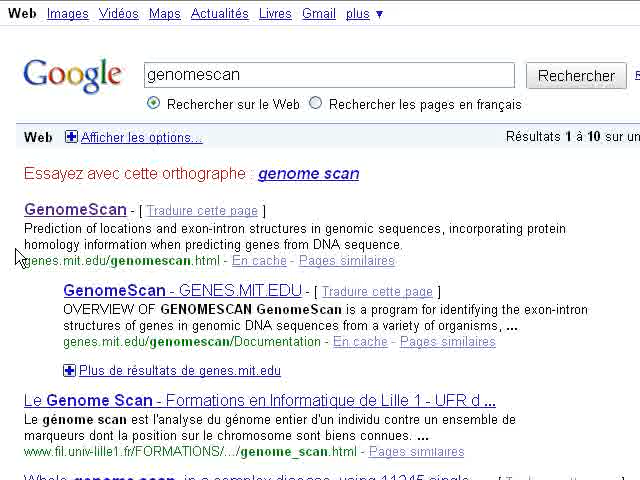 Web Images Vidéos Maps Actualités Livres Gmail plus ▼
Google genomescan Rechercher
Rechercher sur le Web Rechercher les pages en français
Web Afficher les options... Résultats 1 à 10 sur un
Essayez avec cette orthographe : genome scan
GenomeScan - [ Traduire cette page ]
Prediction of locations and exon-intron structures in genomic sequences, incorporating protein
homology information when predicting genes from DNA sequence.
genes.mit.edu/genomescan.html - En cache - Pages similaires
GenomeScan - GENES.MIT.EDU - [ Traduire cette page ]
OVERVIEW OF GENOMESCAN GenomeScan is a program for identifying the exon-intron
structures of genes in genomic DNA sequences from a variety of organisms, ...
genes.mit.edu/genomescan/Documentation - En cache - Pages similaires
Plus de résultats de genes.mit.edu
Le Genome Scan - Formations en Informatique de Lille 1 - UFR d ...
Le génome scan est l'analyse du génome entier d'un individu contre un ensemble de
marqueurs dont la position sur le chromosome sont biens connues. ...
www.fil.univ-lille1.fr/FORMATIONS/.../genome_scan.html - Pages similaires
Whole genome scan in a complex disease using 11245 single